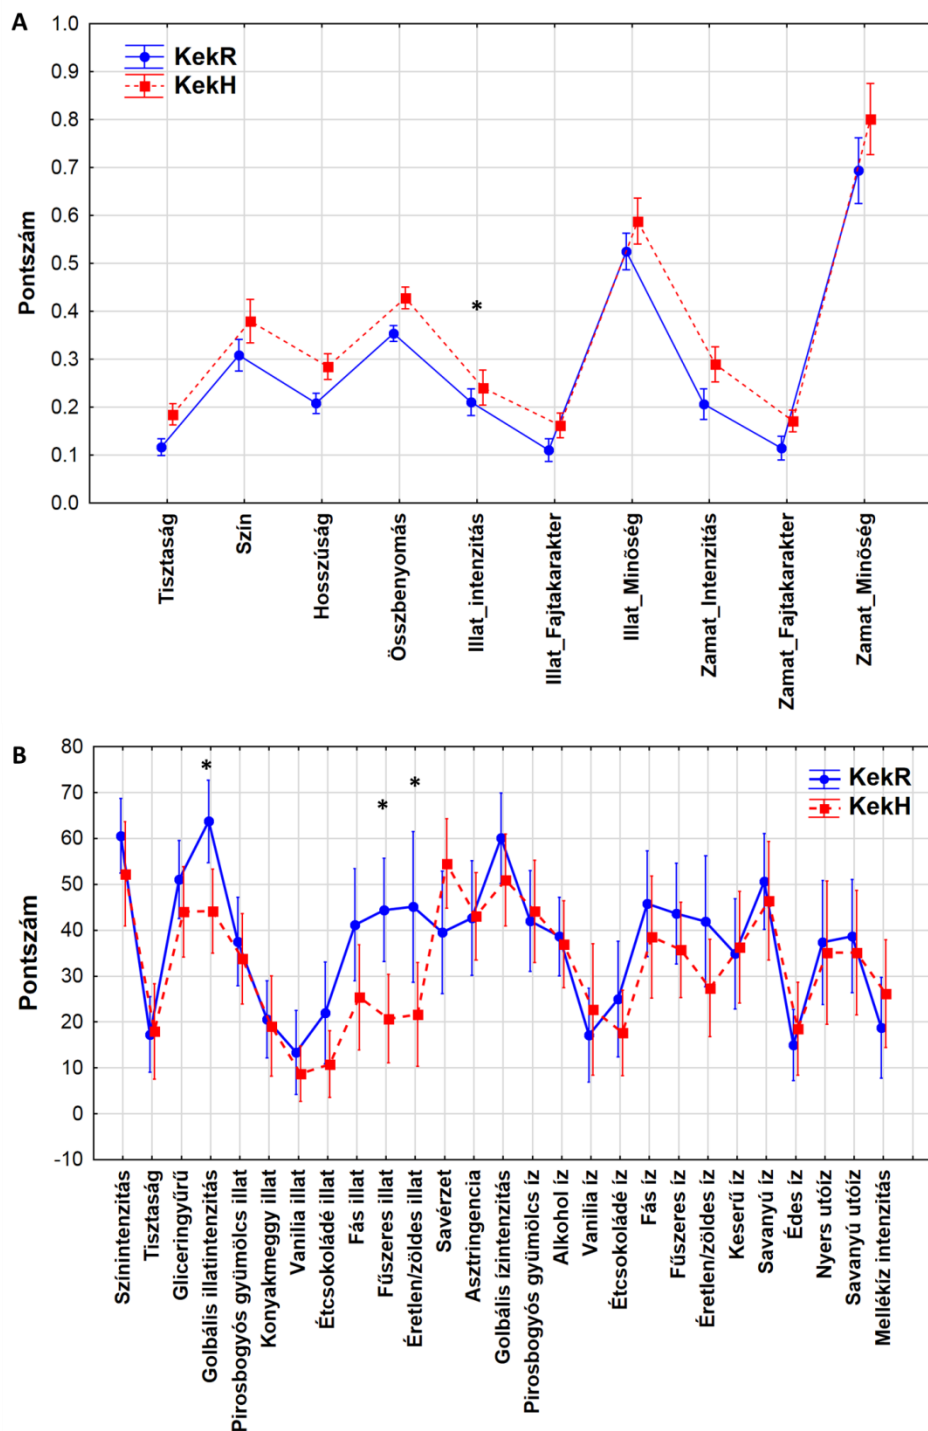 A
KekR
KekH
1.0
0.9
0.8
0.7
0.6
0.5
0.4
0.3
0.2
0.1
0.0
Pontszám
*
Tisztaság
Szín
Hosszúság
Összbenyomás
Illat_intenzitás
Illat_Fajtakarakter
Illat_Minőség
Zamat_Intenzitás
Zamat_Fajtakarakter
Zamat_Minőség
B
KekR
KekH
80
70
60
50
40
30
20
10
0
-10
Pontszám
*
*
*
Színintenzitás
Tisztaság
Gliceringyűrű
Golbális illatintenzitás
Pirosbogyós gyümölcs illat
Konyakmeggy illat
Vanilia illat
Étcsokoládé illat
Fás illat
Fűszeres illat
Éretlen/zöldes illat
Savérzet
Asztringencia
Golbális ízintenzitás
Pirosbogyós gyümölcs íz
Alkohol íz
Vanilia íz
Étcsokoládé íz
Fás íz
Fűszeres íz
Éretlen/zöldes íz
Keserű íz
Savanyú íz
Édes íz
Nyers utóíz
Savanyú utóíz
Mellékíz intenzitás